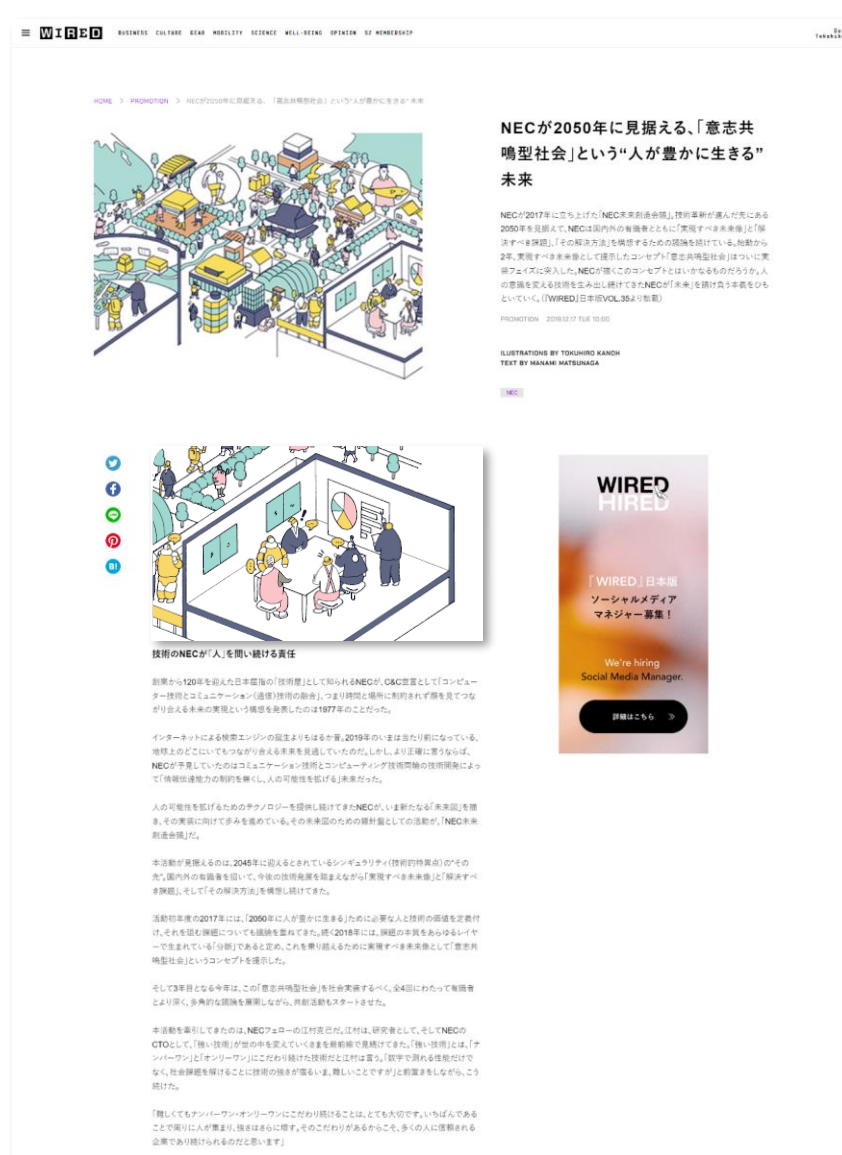 WIRED
BUSINESS CULTURE GEAR MOBILITY SCIENCE WELL-BEING OPINION SZ MEMBERSHIP
HOME > PROMOTION > NECが2050年に見据える、「意志共鳴型社会」という“人が豊かに生きる” 未来
NECが2050年に見据える、「意志共
鳴型社会」という“人が豊かに生きる”
未来
NECが2017年に立ち上げた「NEC未来創造会議」。技術革新が進んだ先にある
2050年を見据えて、NECは国内外の有識者とともに「実現すべき未来像」と「解
決すべき課題」、「その解決方法」を構想するための議論を続けている。始動から
2年、実現すべき未来像として提示したコンセプト「意志共鳴型社会」はついに実
装フェイズに突入した。NECが描くこのコンセプトとはいかなるものだろうか。人
の意識を変える技術を生み出し続けてきたNECが「未来」を請け負う本義をひも
といていく。(『WIRED』日本版VOL.35より転載)
PROMOTION 2019.12.17 TUE 10:00
ILLUSTRATIONS BY TOKUHIRO KANOH
TEXT BY MANAMI MATSUNAGA
NEC
WIRED
HIRED
『WIRED』日本版
ソーシャルメディア
マネジャー募集！
We're hiring
Social Media Manager.
詳細はこちら
技術のNECが「人」を問い続ける責任
創業から120年を迎えた日本屈指の「技術屋」として知られるNECが、C&C宣言として「コンピュー
ター技術とコミュニケーション(通信)技術の融合」、つまり時間と場所に制約されず顔を見てつな
がり合える未来の実現という構想を発表したのは1977年のことだった。
インターネットによる検索エンジンの誕生よりもはるか昔。2019年のいまは当たり前になっている、
地球上のどこにいてもつながり合える未来を見通していたのだ。しかし、より正確に言うならば、
NECが予見していたのはコミュニケーション技術とコンピューティング技術両輪の技術開発によっ
て「情報伝達能力の制約を無くし、人の可能性を拡げる」未来だった。
人の可能性を拡げるためのテクノロジーを提供し続けてきたNECが、いま新たなる「未来図」を描
き、その実装に向けて歩みを進めている。その未来図のための羅針盤としての活動が、「NEC未来
創造会議」だ。
本活動が見据えるのは、2045年に迎えるとされているシンギュラリティ(技術的特異点)の“その
先”。国内外の有識者を招いて、今後の技術発展を踏まえながら「実現すべき未来像」と「解決すべ
き課題」、そして「その解決方法」を構想し続けてきた。
活動初年度の2017年には、「2050年に人が豊かに生きる」ために必要な人と技術の価値を定義付
け、それを阻む課題についても議論を重ねてきた。続く2018年には、課題の本質をあらゆるレイヤ
ーで生まれている「分断」であると定め、これを乗り越えるために実現すべき未来像として「意志共
鳴型社会」というコンセプトを提示した。
そして3年目となる今年は、この「意志共鳴型社会」を社会実装するべく、全4回にわたって有識者
とより深く、多角的な議論を展開しながら、共創活動もスタートさせた。
本活動を牽引してきたのは、NECフェローの江村克己だ。江村は、研究者として、そしてNECの
CTOとして、「強い技術」が世の中を変えていくさまを最前線で見続けてきた。「強い技術」とは、「ナ
ンバーワン」と「オンリーワン」にこだわり続けた技術だと江村は言う。「数字で測れる性能だけで
なく、社会課題を解けることに技術の強さが宿るいま、難しいことですが」と前置きをしながら、こう
続けた。
「難しくてもナンバーワン・オンリーワンにこだわり続けることは、とても大切です。いちばんである
ことで周りに人が集まり、強さはさらに増す。そのこだわりがあるからこそ、多くの人に信頼される
企業であり続けられるのだと思います」